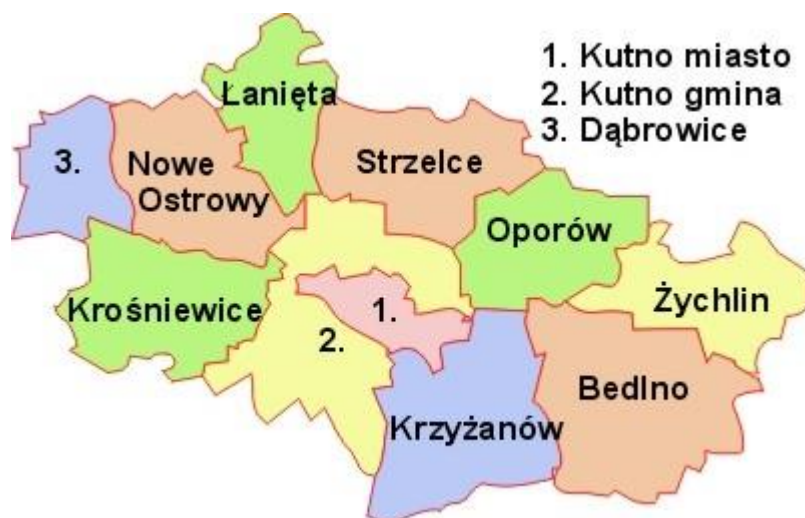 1. Kutno miasto
2. Kutno gmina
3. Dąbrowice
Łanięta
3.
Nowe
Ostrowy
Strzelce
Oporów
Krośniewice
1.
2.
Żychlin
Bedlno
Krzyżanów